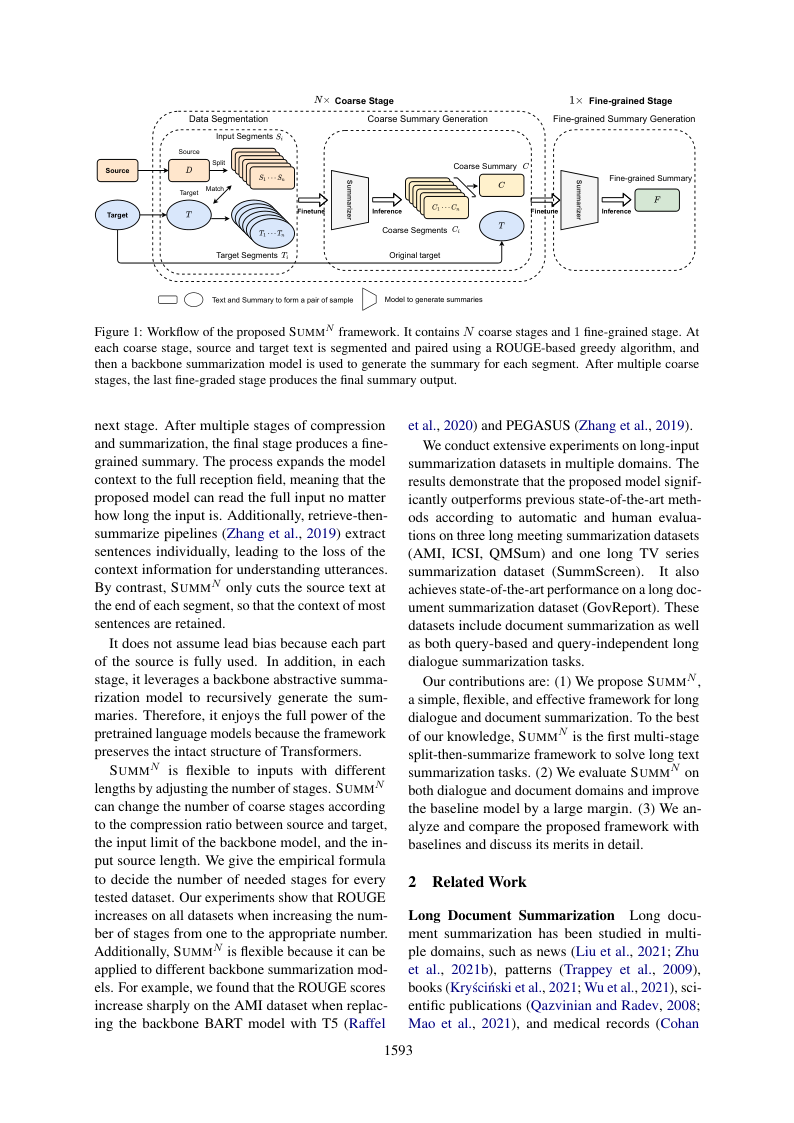 N× Coarse Stage
1× Fine-grained Stage
Data Segmentation
Coarse Summary Generation
Fine-grained Summary Generation
Input Segments S_i
Source
Source
D
Split
S_1 ··· S_n
Match
Target
Target
T
T_1 ··· T_n
Target Segments T_i
Finetune
Summarizer
Inference
C_1 ··· C_n
Coarse Segments C_i
Coarse Summary C
C
T
Original target
Finetune
Summarizer
Inference
Fine-grained Summary
F
Text and Summary to form a pair of sample
Model to generate summaries
Figure 1: Workflow of the proposed SUMM^N framework. It contains N coarse stages and 1 fine-grained stage. At
each coarse stage, source and target text is segmented and paired using a ROUGE-based greedy algorithm, and
then a backbone summarization model is used to generate the summary for each segment. After multiple coarse
stages, the last fine-graded stage produces the final summary output.
next stage. After multiple stages of compression
and summarization, the final stage produces a fine-
grained summary. The process expands the model
context to the full reception field, meaning that the
proposed model can read the full input no matter
how long the input is. Additionally, retrieve-then-
summarize pipelines (Zhang et al., 2019) extract
sentences individually, leading to the loss of the
context information for understanding utterances.
By contrast, SUMM^N only cuts the source text at
the end of each segment, so that the context of most
sentences are retained.
It does not assume lead bias because each part
of the source is fully used. In addition, in each
stage, it leverages a backbone abstractive summa-
rization model to recursively generate the sum-
maries. Therefore, it enjoys the full power of the
pretrained language models because the framework
preserves the intact structure of Transformers.
SUMM^N is flexible to inputs with different
lengths by adjusting the number of stages. SUMM^N
can change the number of coarse stages according
to the compression ratio between source and target,
the input limit of the backbone model, and the in-
put source length. We give the empirical formula
to decide the number of needed stages for every
tested dataset. Our experiments show that ROUGE
increases on all datasets when increasing the num-
ber of stages from one to the appropriate number.
Additionally, SUMM^N is flexible because it can be
applied to different backbone summarization mod-
els. For example, we found that the ROUGE scores
increase sharply on the AMI dataset when replac-
ing the backbone BART model with T5 (Raffel
et al., 2020) and PEGASUS (Zhang et al., 2019).
We conduct extensive experiments on long-input
summarization datasets in multiple domains. The
results demonstrate that the proposed model signif-
icantly outperforms previous state-of-the-art meth-
ods according to automatic and human evalua-
tions on three long meeting summarization datasets
(AMI, ICSI, QMSum) and one long TV series
summarization dataset (SummScreen). It also
achieves state-of-the-art performance on a long doc-
ument summarization dataset (GovReport). These
datasets include document summarization as well
as both query-based and query-independent long
dialogue summarization tasks.
Our contributions are: (1) We propose SUMM^N,
a simple, flexible, and effective framework for long
dialogue and document summarization. To the best
of our knowledge, SUMM^N is the first multi-stage
split-then-summarize framework to solve long text
summarization tasks. (2) We evaluate SUMM^N on
both dialogue and document domains and improve
the baseline model by a large margin. (3) We an-
alyze and compare the proposed framework with
baselines and discuss its merits in detail.
2 Related Work
Long Document Summarization Long docu-
ment summarization has been studied in multi-
ple domains, such as news (Liu et al., 2021; Zhu
et al., 2021b), patterns (Trappey et al., 2009),
books (Kryściński et al., 2021; Wu et al., 2021), sci-
entific publications (Qazvinian and Radev, 2008;
Mao et al., 2021), and medical records (Cohan
1593